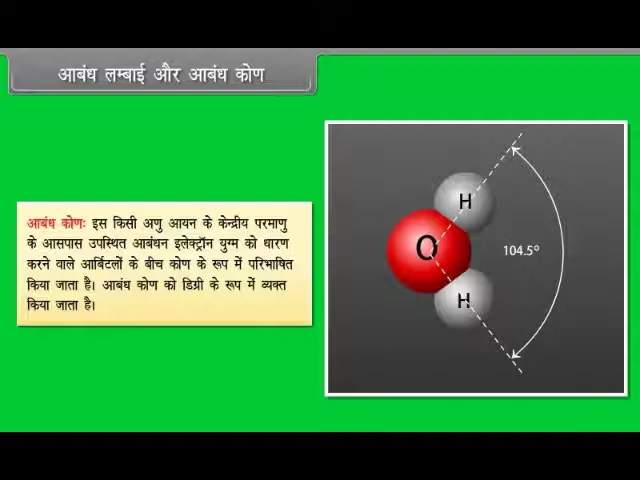 आबंध लम्बाई और आबंध कोण
आबंध कोण: इस किसी अणु आयन के केन्द्रीय परमाणु
के आसपास उपस्थित आबंधन इलेक्ट्रॉन युग्म को धारण
करने वाले आर्बिटलों के बीच कोण के रूप में परिभाषित
किया जाता है। आबंध कोण को डिग्री के रूप में व्यक्त
किया जाता है।
H
O
104.5º
H